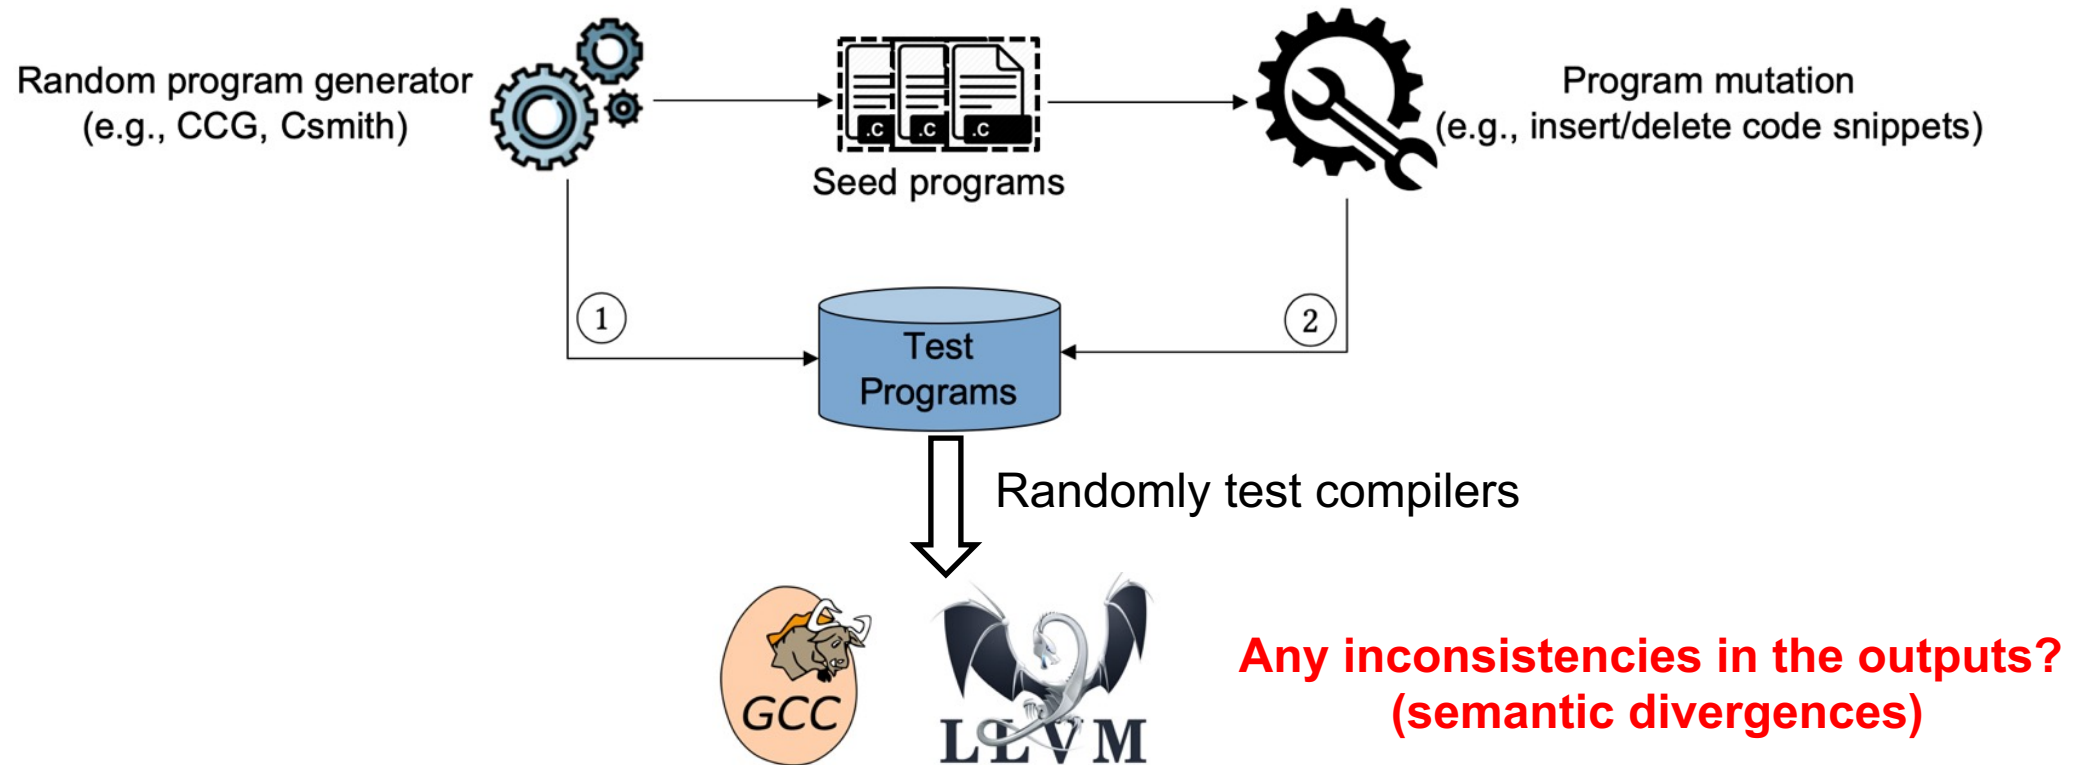 Random program generator
(e.g., CCG, Csmith)
.C
.C
.C
Seed programs
Program mutation
(e.g., insert/delete code snippets)
1
2
Test
Programs
Randomly test compilers
GCC
LLVM
Any inconsistencies in the outputs?
(semantic divergences)